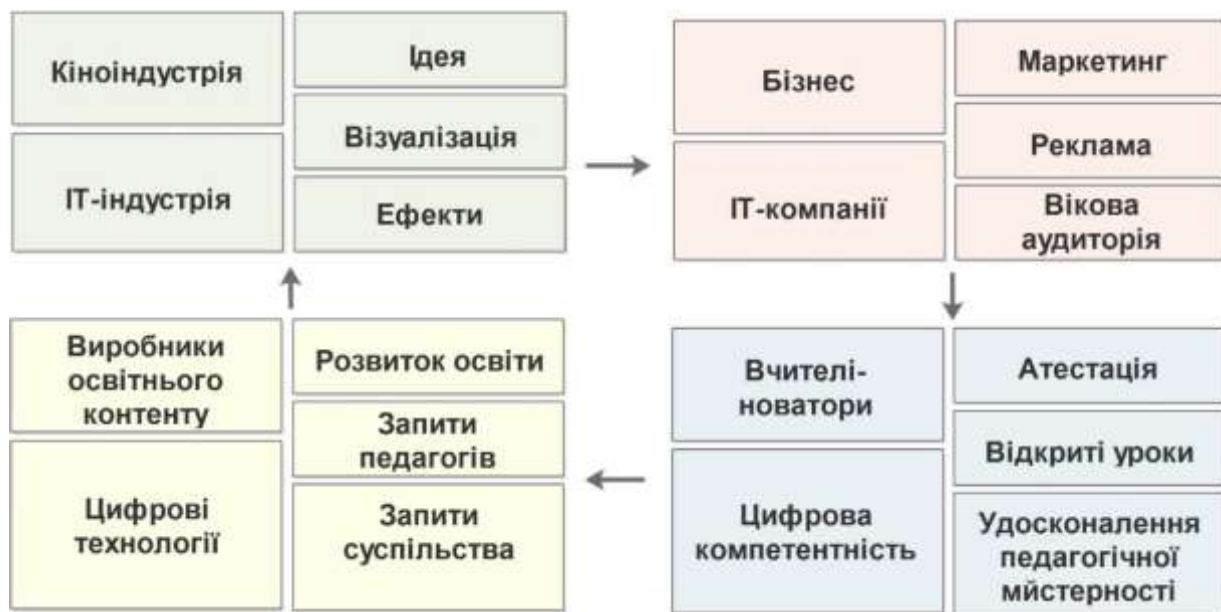 Кіноіндустрія
ІТ-індустрія
Ідея
Візуалізація
Ефекти
Бізнес
ІТ-компанії
Маркетинг
Реклама
Вікова
аудиторія
Виробники
освітнього
контенту
Цифрові
технології
Розвиток освіти
Запити
педагогів
Запити
суспільства
Вчителі-
новатори
Цифрова
компетентність
Атестація
Відкриті уроки
Удосконалення
педагогічної
мйстерності